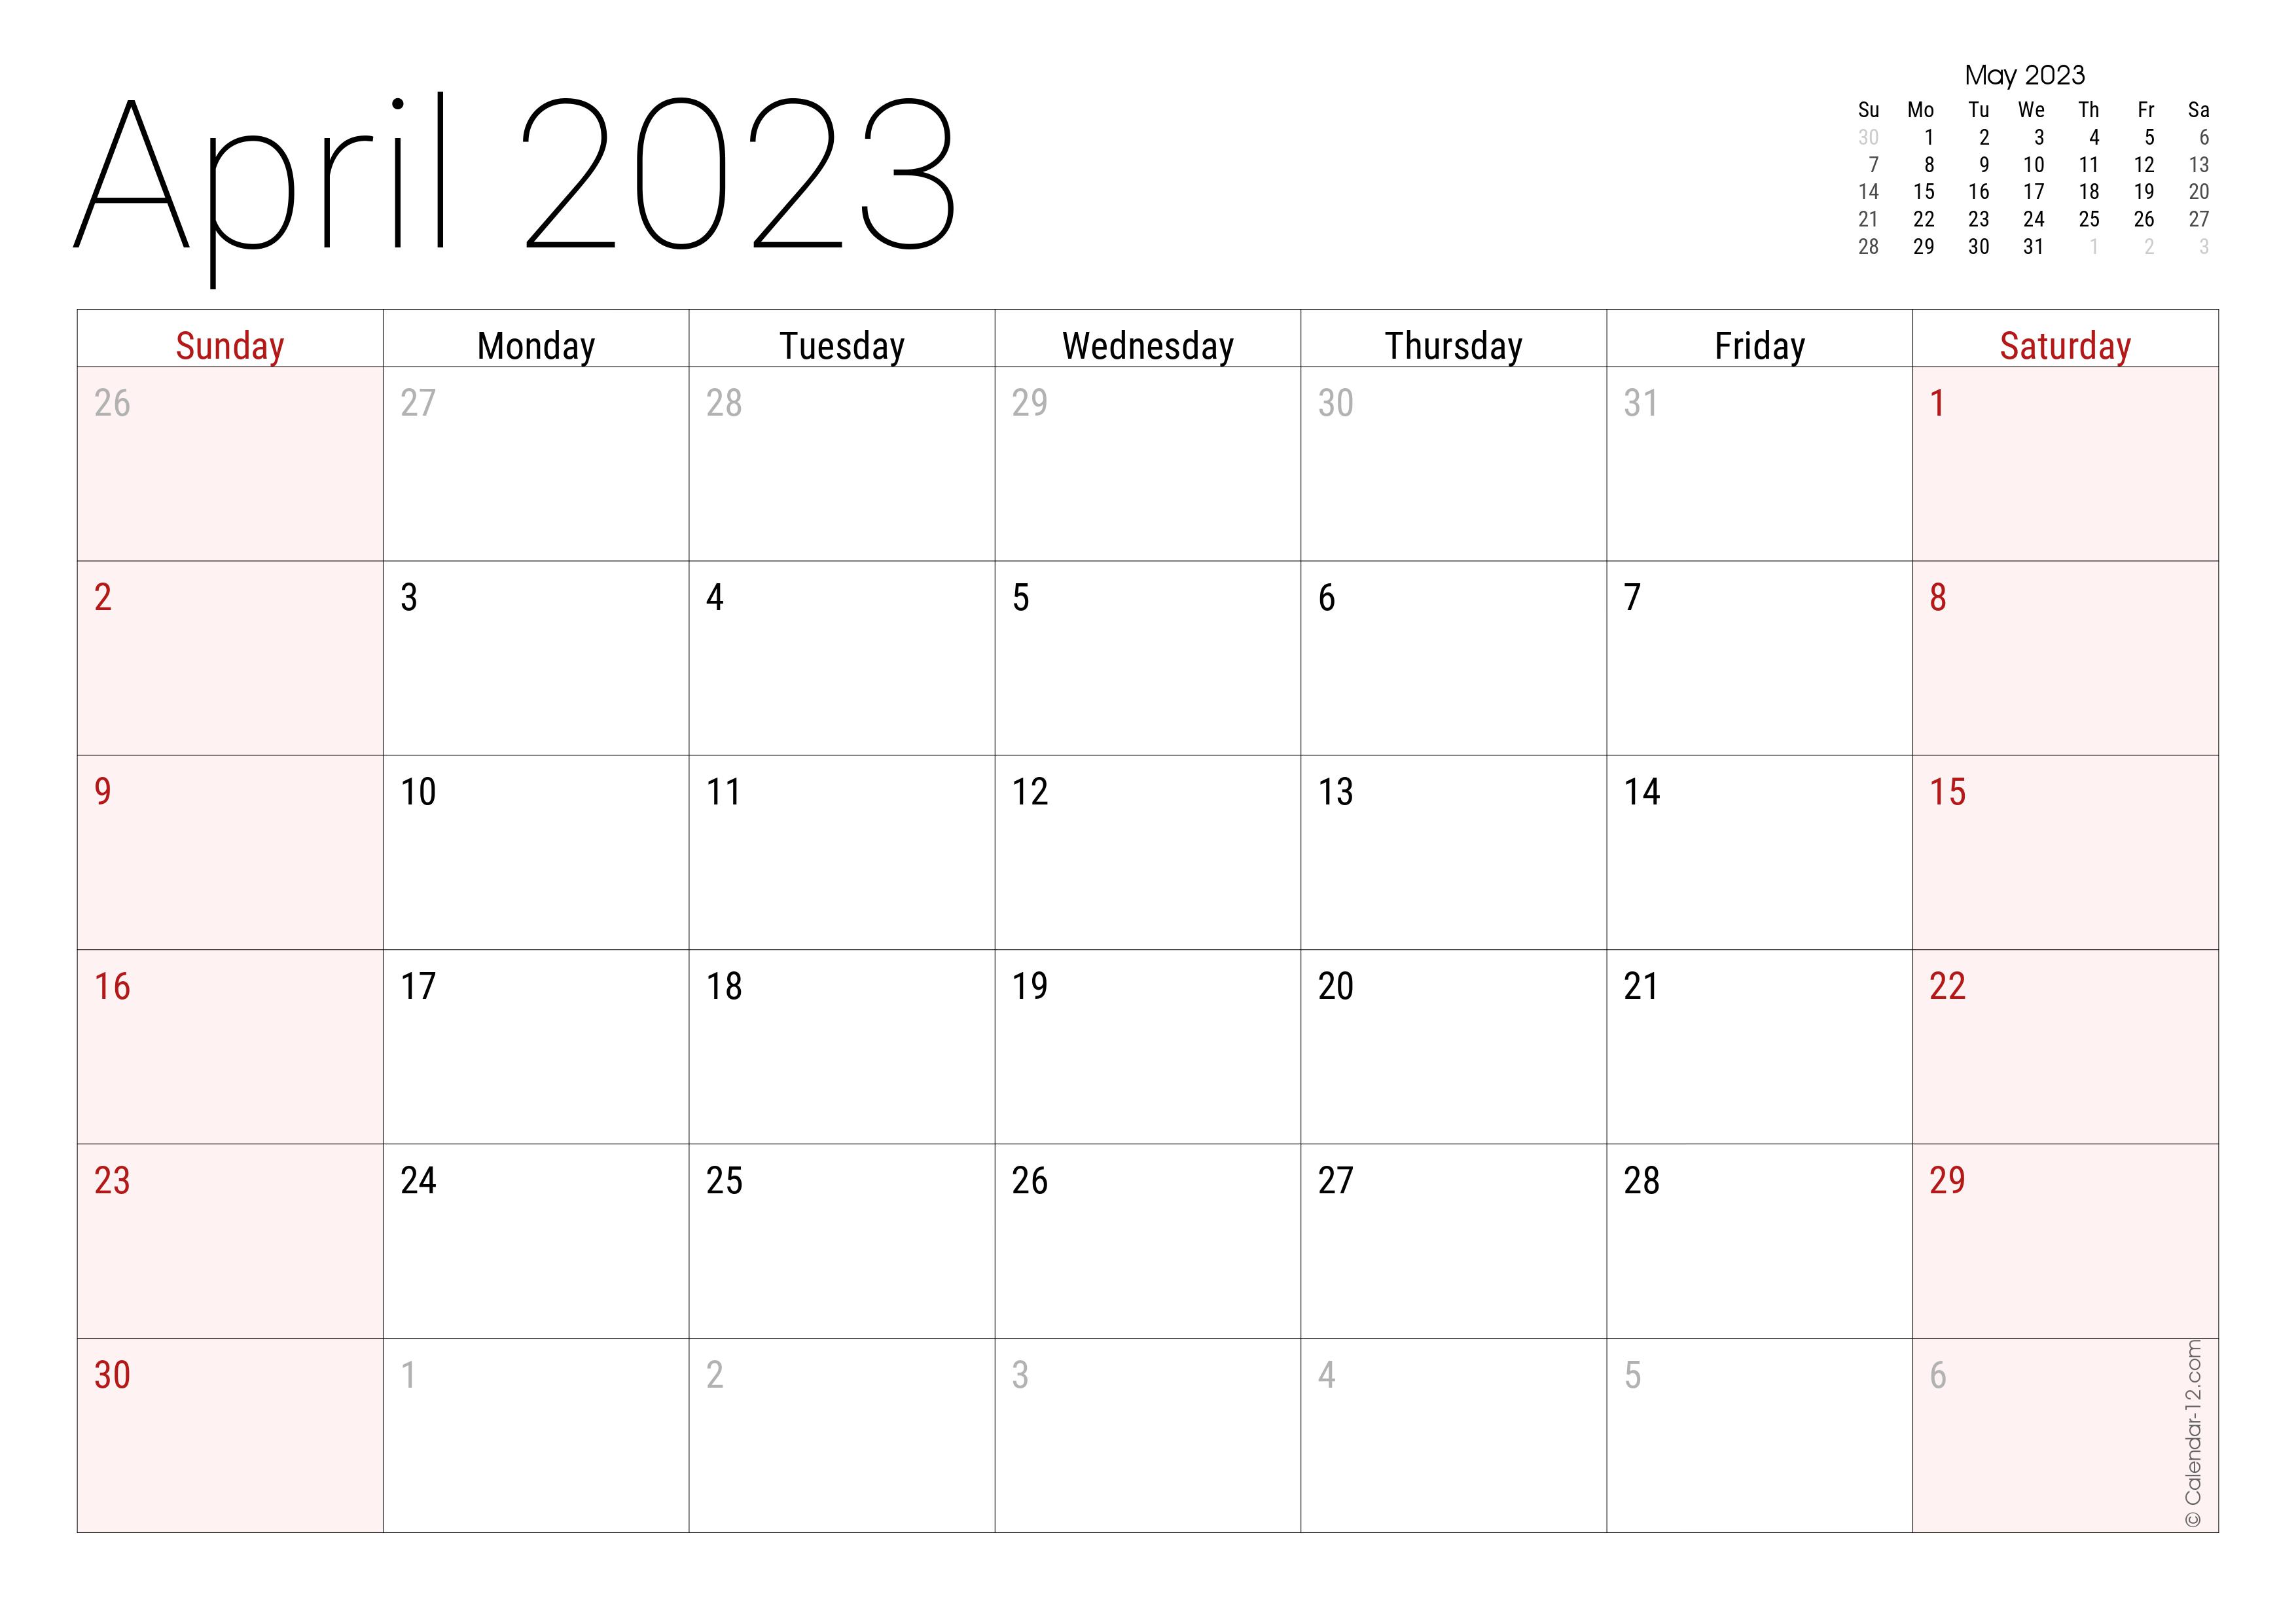 April 2023
May 2023
Su Mo Tu We Th Fr Sa
30 1 2 3 4 5 6
7 8 9 10 11 12 13
14 15 16 17 18 19 20
21 22 23 24 25 26 27
28 29 30 31 1 2 3
Sunday Monday Tuesday Wednesday Thursday Friday Saturday
26 27 28 29 30 31 1
2 3 4 5 6 7 8
9 10 11 12 13 14 15
16 17 18 19 20 21 22
23 24 25 26 27 28 29
30 1 2 3 4 5 6
© Calendar-12.com